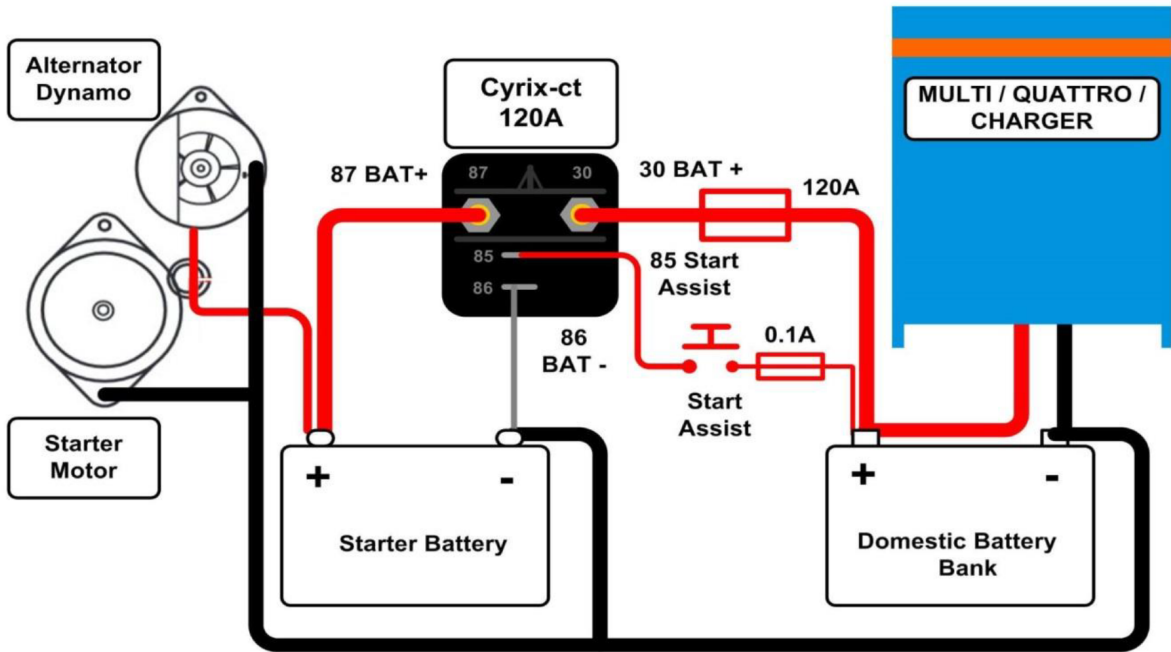 Alternator
Dynamo
Cyrix-ct
120A
MULTI / QUATTRO /
CHARGER
87 BAT+
87
30
30 BAT +
120A
85
86
85 Start
Assist
86
BAT -
0.1A
Start
Assist
Starter
Motor
+
-
Starter Battery
+
-
Domestic Battery
Bank